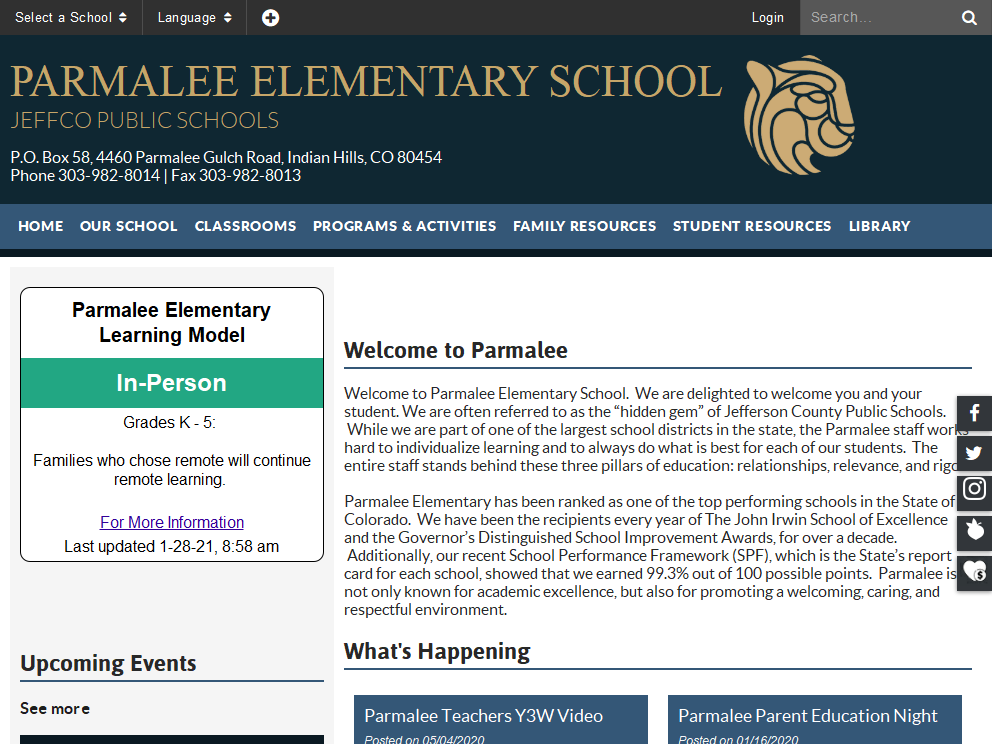 Select a School
Language
Login
Search...
PARMALEE ELEMENTARY SCHOOL
JEFFCO PUBLIC SCHOOLS
P.O. Box 58, 4460 Parmalee Gulch Road, Indian Hills, CO 80454
Phone 303-982-8014 | Fax 303-982-8013
HOME
OUR SCHOOL
CLASSROOMS
PROGRAMS & ACTIVITIES
FAMILY RESOURCES
STUDENT RESOURCES
LIBRARY
Parmalee Elementary
Learning Model
In-Person
Grades K - 5:
Families who chose remote will continue
remote learning.
For More Information
Last updated 1-28-21, 8:58 am
Upcoming Events
See more
Welcome to Parmalee
Welcome to Parmalee Elementary School. We are delighted to welcome you and your
student. We are often referred to as the “hidden gem” of Jefferson County Public Schools.
While we are part of one of the largest school districts in the state, the Parmalee staff works
hard to individualize learning and to always do what is best for each of our students. The
entire staff stands behind these three pillars of education: relationships, relevance, and rigo
Parmalee Elementary has been ranked as one of the top performing schools in the State of
Colorado. We have been the recipients every year of The John Irwin School of Excellence
and the Governor’s Distinguished School Improvement Awards, for over a decade.
Additionally, our recent School Performance Framework (SPF), which is the State’s report
card for each school, showed that we earned 99.3% out of 100 possible points. Parmalee is
not only known for academic excellence, but also for promoting a welcoming, caring, and
respectful environment.
What's Happening
Parmalee Teachers Y3W Video
Posted on 05/04/2020
Parmalee Parent Education Night
Posted on 01/16/2020